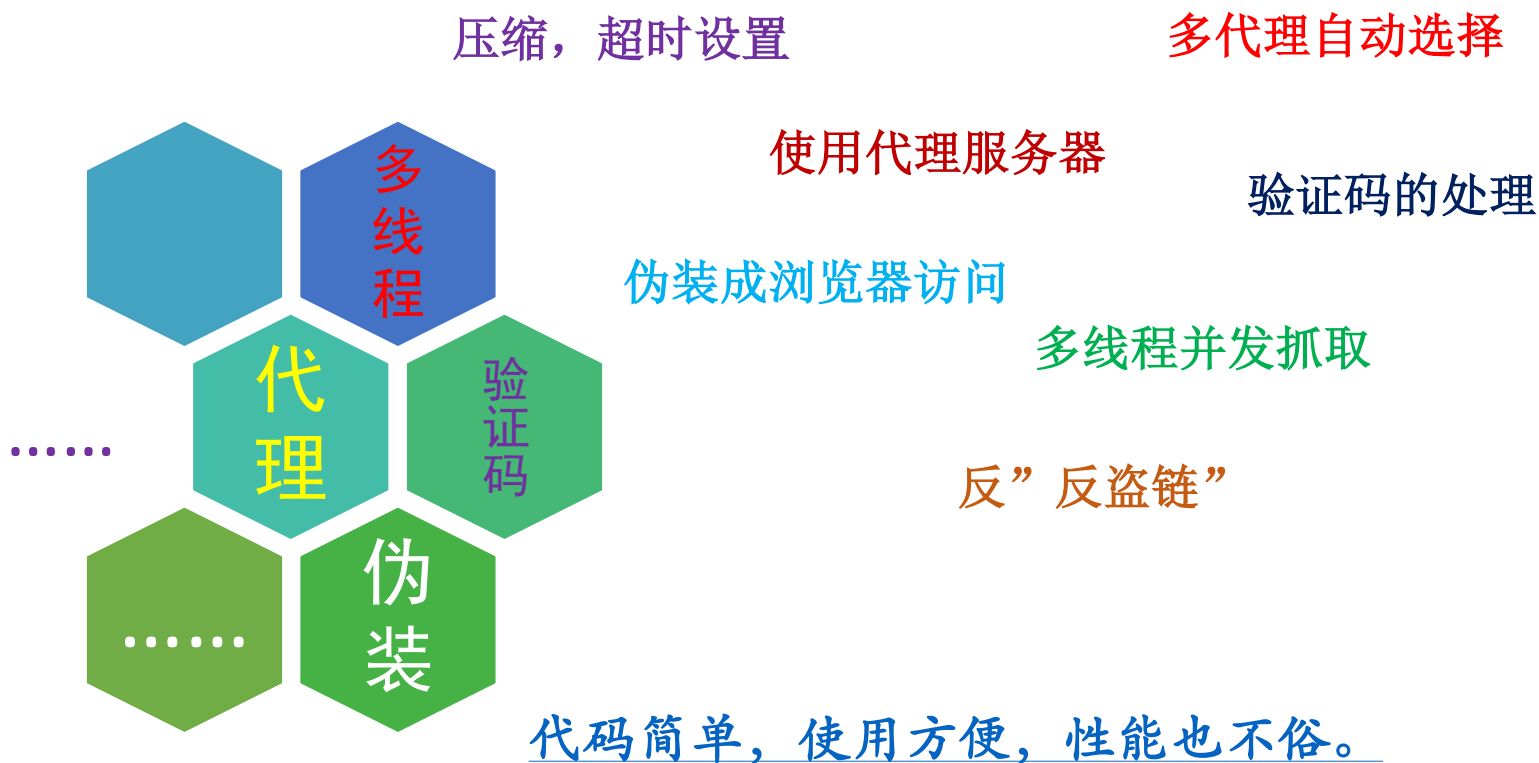 压缩，超时设置
多代理自动选择
使用代理服务器
验证码的处理
伪装成浏览器访问
多线程并发抓取
反”反盗链”
多线程
代理
验证码
……
……
伪装
代码简单，使用方便，性能也不俗。